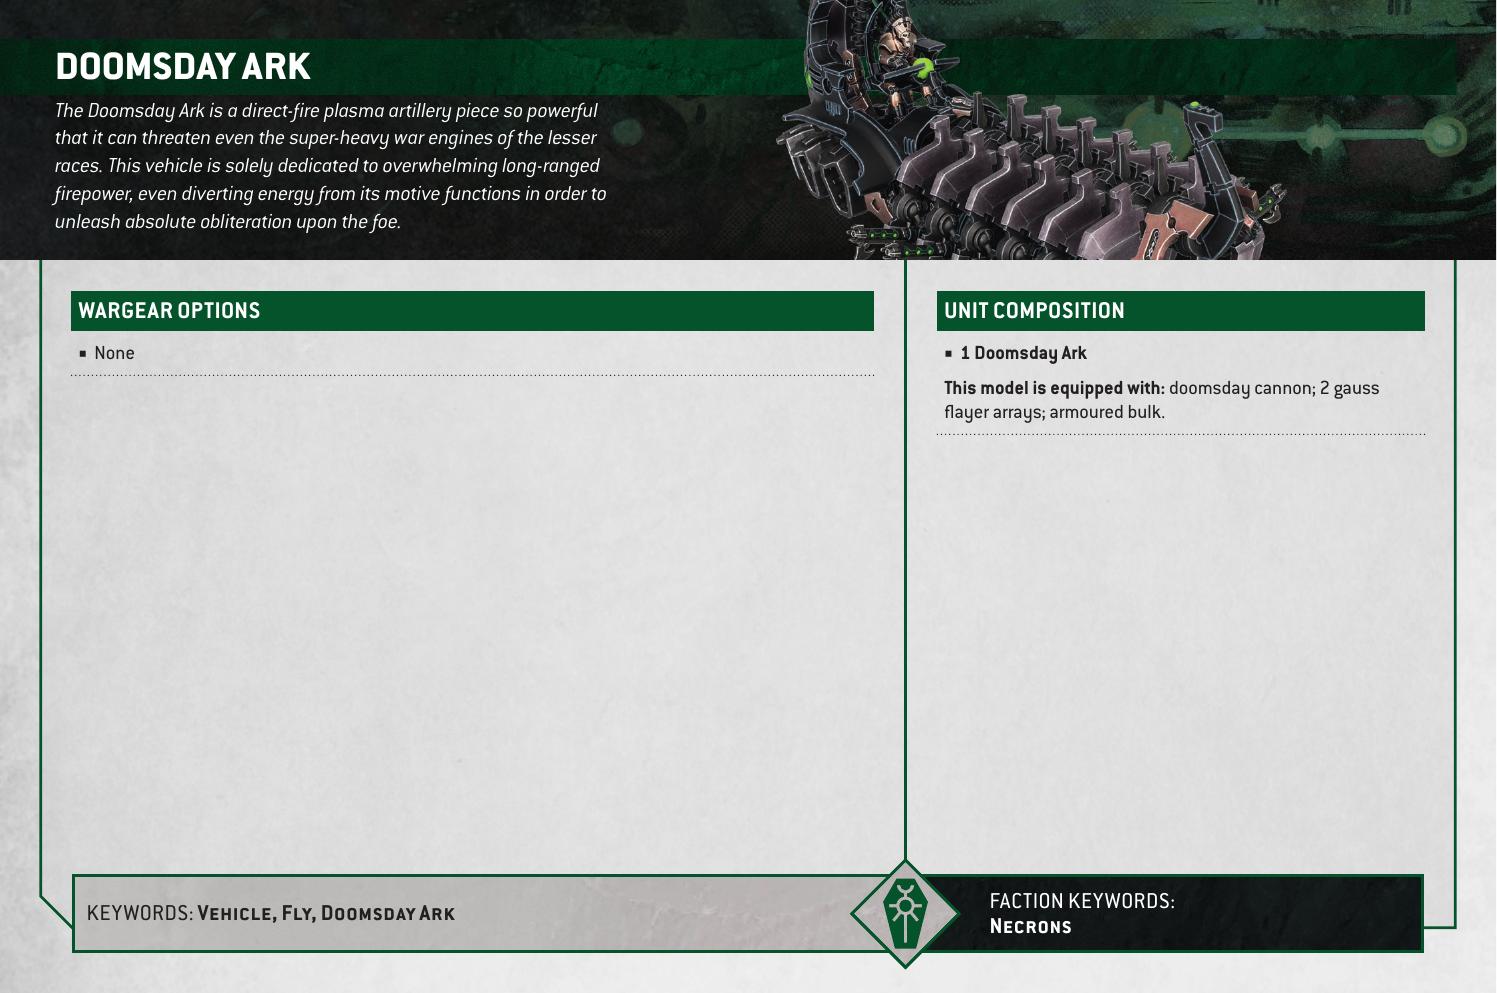 DOOMSDAY ARK
The Doomsday Ark is a direct-fire plasma artillery piece so powerful
that it can threaten even the super-heavy war engines of the lesser
races. This vehicle is solely dedicated to overwhelming long-ranged
firepower, even diverting energy from its motive functions in order to
unleash absolute obliteration upon the foe.
WARGEAR OPTIONS
■ None
UNIT COMPOSITION
■ 1 Doomsday Ark
This model is equipped with: doomsday cannon; 2 gauss
flayer arrays; armoured bulk.
KEYWORDS: Vehicle, Fly, Doomsday Ark
FACTION KEYWORDS:
Necrons